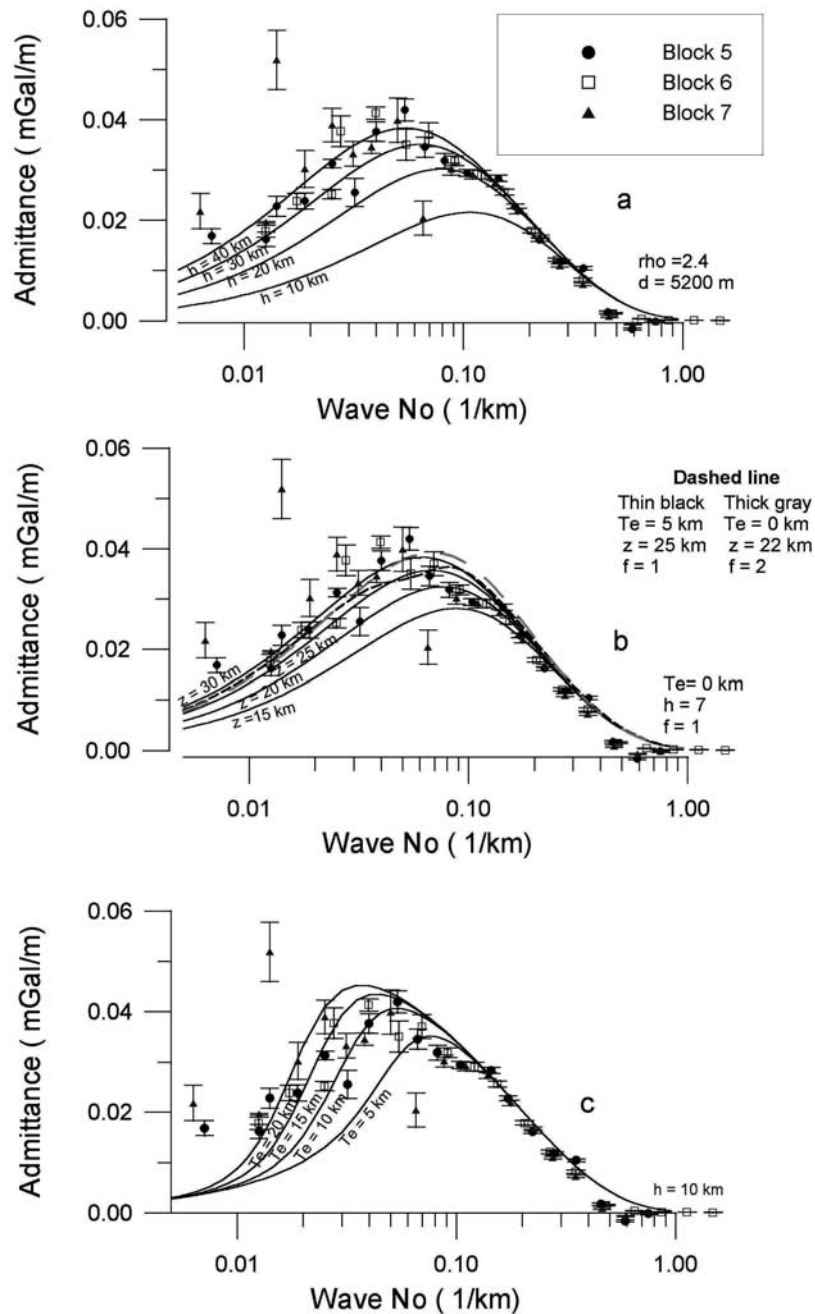 0.06
0.04
0.02
0.00
Admittance ( mGal/m)
Block 5
Block 6
Block 7
a
h = 40 km
h = 30 km
h = 20 km
h = 10 km
rho =2.4
d = 5200 m
0.01 0.10 1.00
Wave No ( 1/km)
0.06
0.04
0.02
0.00
Admittance ( mGal/m)
Dashed line
Thin black Thick gray
Te = 5 km Te = 0 km
z = 25 km z = 22 km
f = 1 f = 2
b
z = 30 km
z = 25 km
z = 20 km
z =15 km
Te= 0 km
h = 7
f = 1
0.01 0.10 1.00
Wave No ( 1/km)
0.06
0.04
0.02
0.00
Admittance ( mGal/m)
c
Te = 20 km
Te = 15 km
Te = 10 km
Te = 5 km
h = 10 km
0.01 0.10 1.00
Wave No ( 1/km)